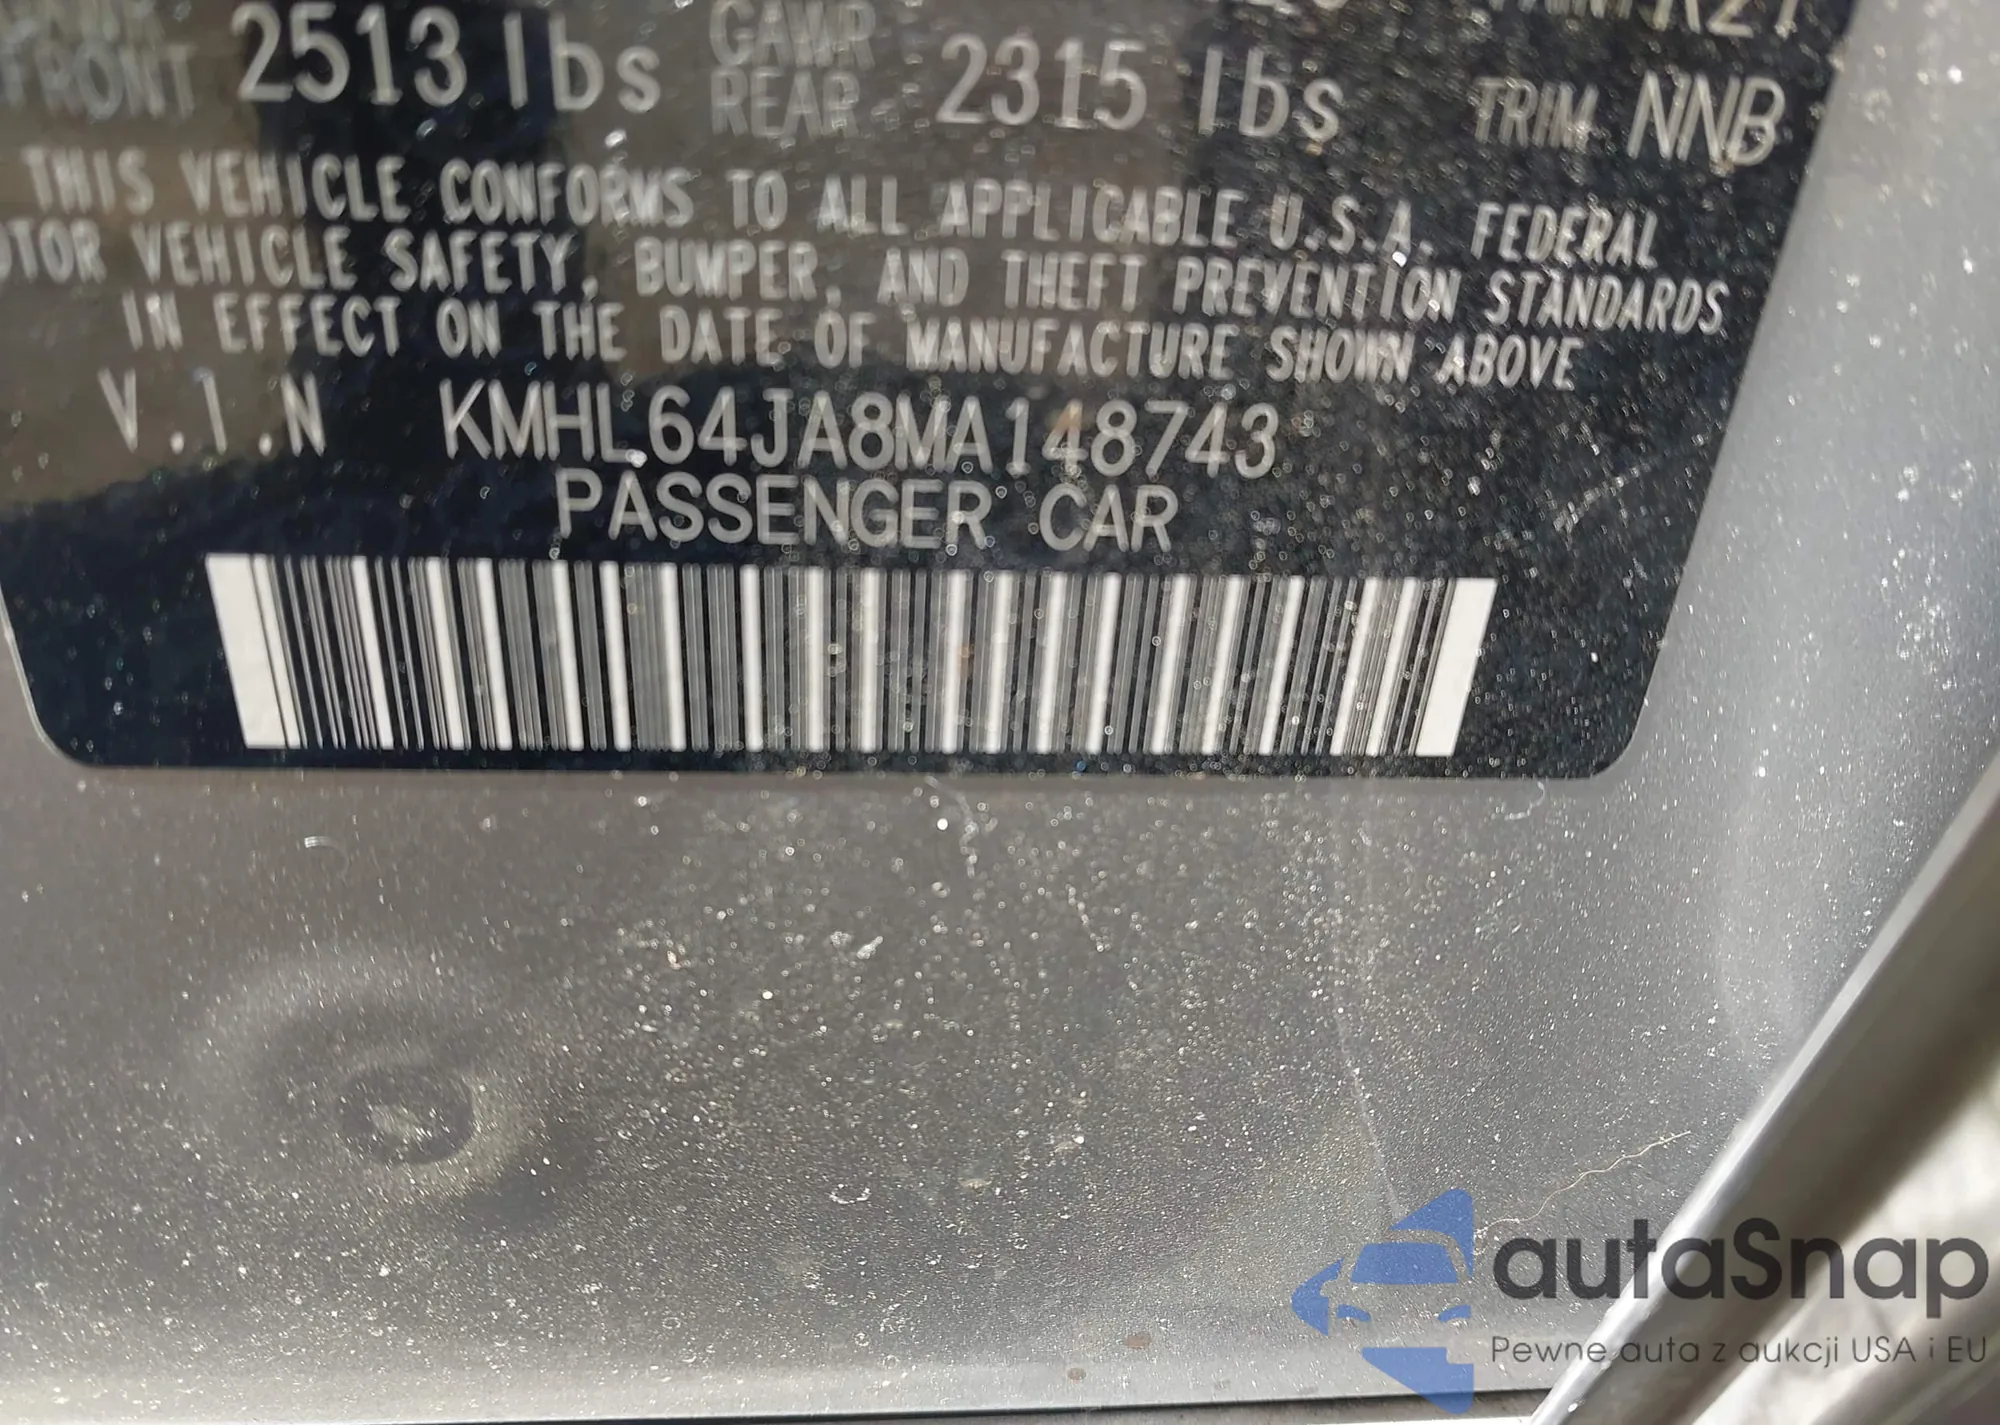 FRONT 2513 lbs GAWR REAR 2315 lbs TRIM NNB
THIS VEHICLE CONFORMS TO ALL APPLICABLE U.S.A. FEDERAL
OTOR VEHICLE SAFETY, BUMPER, AND THEFT PREVENTION STANDARDS
IN EFFECT ON THE DATE OF MANUFACTURE SHOWN ABOVE
V.I.N KMHL64JA8MA148743
PASSENGER CAR
autaSnap
Pewne auta z aukcji USA i EU